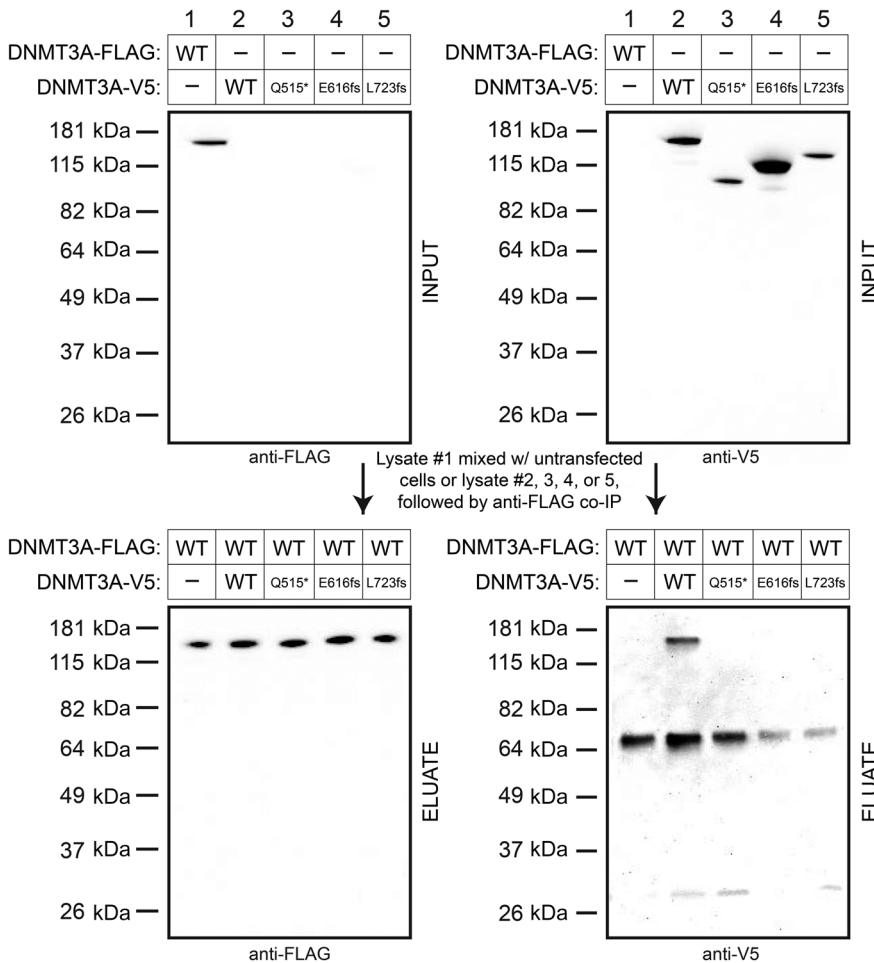 1 2 3 4 5
DNMT3A-FLAG: WT – – – –
DNMT3A-V5: – WT Q515* E616fs L723fs
181 kDa
115 kDa
82 kDa
64 kDa
49 kDa
37 kDa
26 kDa
INPUT
anti-FLAG
1 2 3 4 5
DNMT3A-FLAG: WT – – – –
DNMT3A-V5: – WT Q515* E616fs L723fs
181 kDa
115 kDa
82 kDa
64 kDa
49 kDa
37 kDa
26 kDa
INPUT
anti-V5
Lysate #1 mixed w/ untransfected
cells or lysate #2, 3, 4, or 5,
followed by anti-FLAG co-IP
DNMT3A-FLAG: WT WT WT WT WT
DNMT3A-V5: – WT Q515* E616fs L723fs
181 kDa
115 kDa
82 kDa
64 kDa
49 kDa
37 kDa
26 kDa
ELUATE
anti-FLAG
DNMT3A-FLAG: WT WT WT WT WT
DNMT3A-V5: – WT Q515* E616fs L723fs
181 kDa
115 kDa
82 kDa
64 kDa
49 kDa
37 kDa
26 kDa
ELUATE
anti-V5